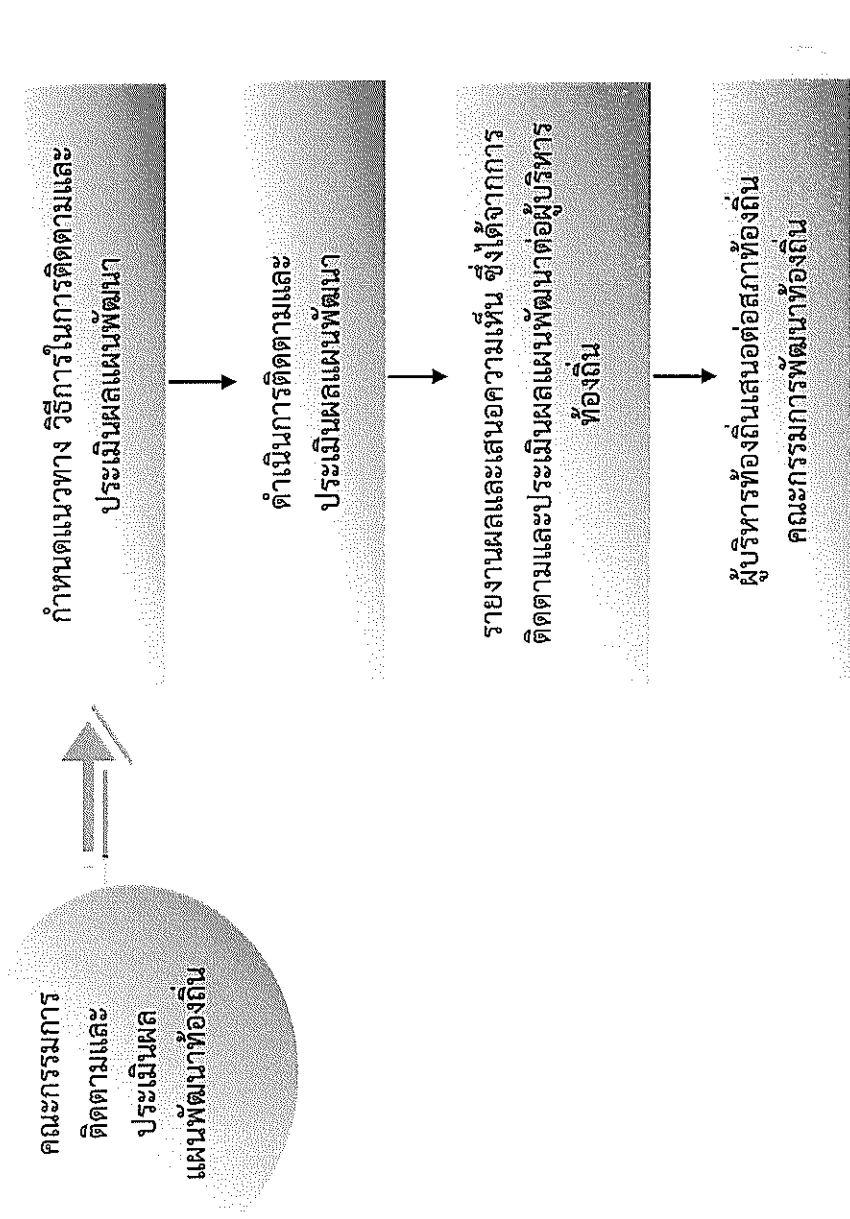 คณะกรรมการ
ติดตามและ
ประเมินผล
แผนพัฒนาท้องถิ่น
กำหนดแนวทาง วิธีการในการติดตามและ
ประเมินผลแผนพัฒนา
ดำเนินการติดตามและ
ประเมินผลแผนพัฒนา
รายงานผลและเสนอความเห็น ซึ่งได้จากการ
ติดตามและประเมินผลแผนพัฒนาต่อผู้บริหาร
ท้องถิ่น
ผู้บริหารท้องถิ่นเสนอต่อสภาท้องถิ่น
คณะกรรมการพัฒนาท้องถิ่น